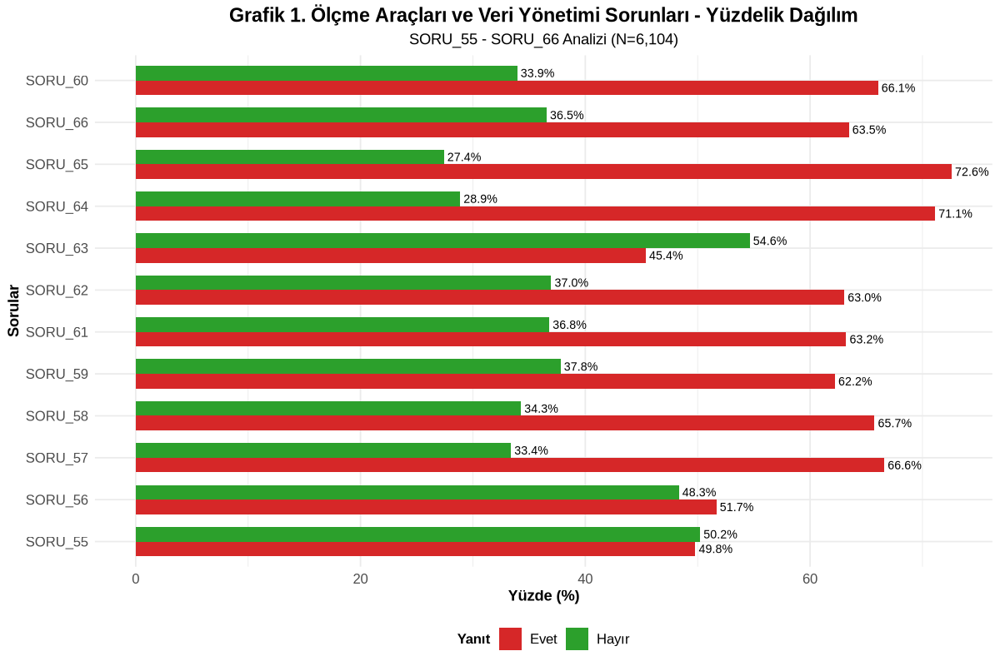 Grafik 1. Ölçme Araçları ve Veri Yönetimi Sorunları - Yüzdelik Dağılım
SORU_55 - SORU_66 Analizi (N=6,104)
Sorular
SORU_60
33.9%
66.1%
SORU_66
36.5%
63.5%
SORU_65
27.4%
72.6%
SORU_64
28.9%
71.1%
SORU_63
54.6%
45.4%
SORU_62
37.0%
63.0%
SORU_61
36.8%
63.2%
SORU_59
37.8%
62.2%
SORU_58
34.3%
65.7%
SORU_57
33.4%
66.6%
SORU_56
48.3%
51.7%
SORU_55
50.2%
49.8%
0 20 40 60
Yüzde (%)
Yanıt Evet Hayır